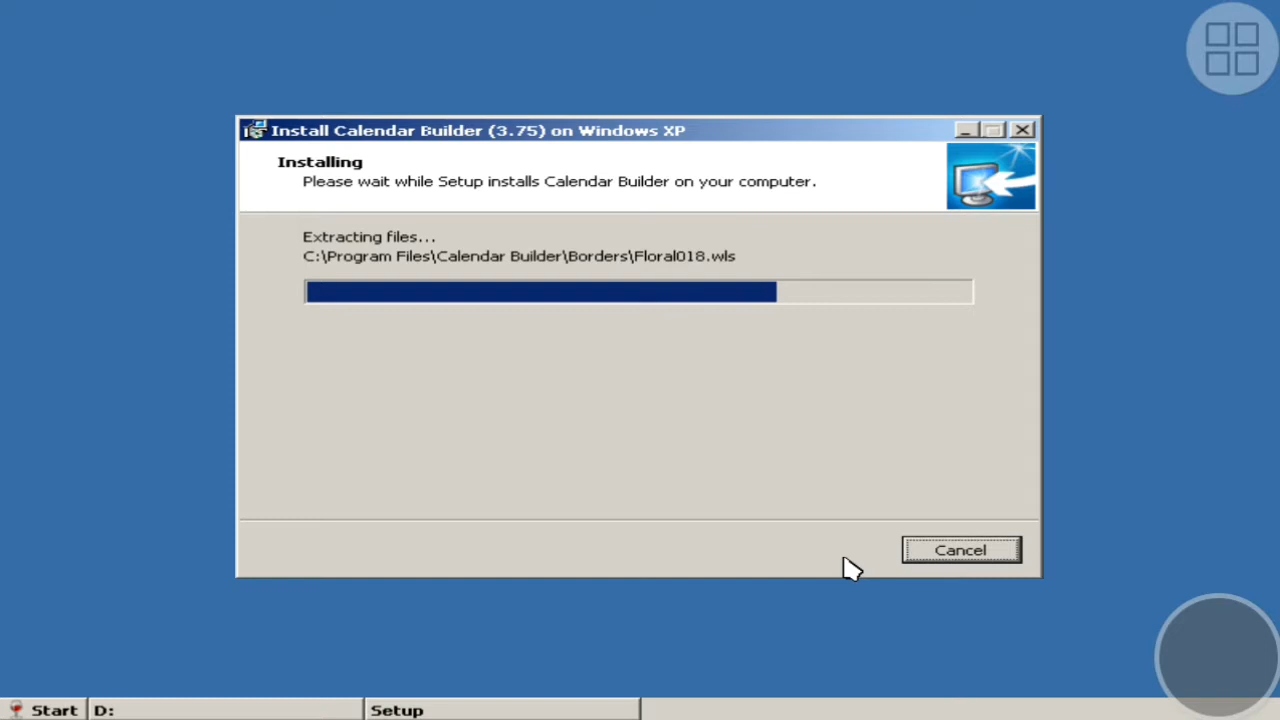 Install Calendar Builder (3.75) on Windows XP
Installing
Please wait while Setup installs Calendar Builder on your computer.
Extracting files...
C:\Program Files\Calendar Builder\Borders\Floral018.wls
Cancel
Start D: Setup